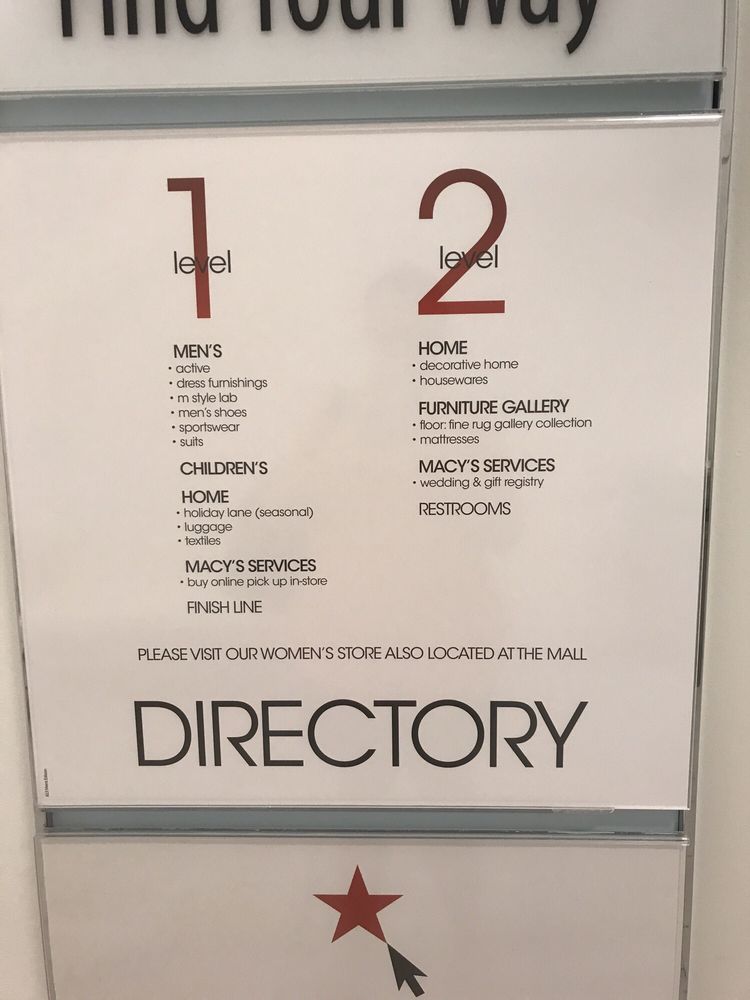 Find Your Way
1
level
MEN'S
• active
• dress furnishings
• m style lab
• men's shoes
• sportswear
• suits
CHILDREN'S
HOME
• holiday lane (seasonal)
• luggage
• textiles
MACY'S SERVICES
• buy online pick up in-store
FINISH LINE
2
level
HOME
• decorative home
• housewares
FURNITURE GALLERY
• floor: fine rug gallery collection
• mattresses
MACY'S SERVICES
• wedding & gift registry
RESTROOMS
PLEASE VISIT OUR WOMEN'S STORE ALSO LOCATED AT THE MALL
DIRECTORY